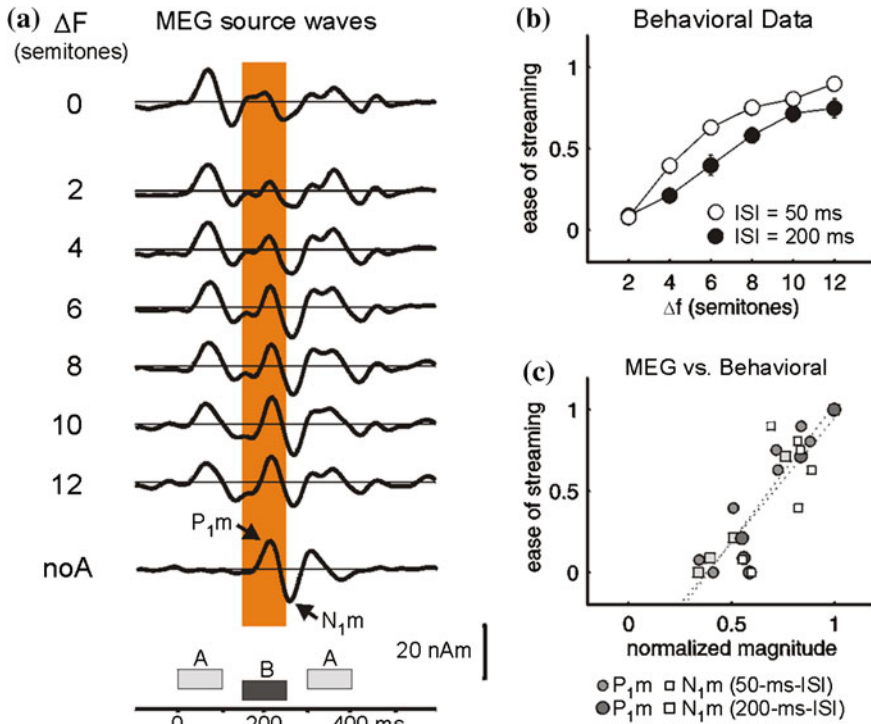 (a) ΔF MEG source waves
(semitones)
0
2
4
6
8
10
12
noA
P₁m
N₁m
20 nAm
A B A
0 200 400 ms
(b) Behavioral Data
ease of streaming
1
0.5
0
ISI = 50 ms
ISI = 200 ms
2 4 6 8 10 12
Δf (semitones)
(c) MEG vs. Behavioral
ease of streaming
1
0.5
0
0 0.5 1
normalized magnitude
P₁m N₁m (50-ms-ISI)
P₁m N₁m (200-ms-ISI)